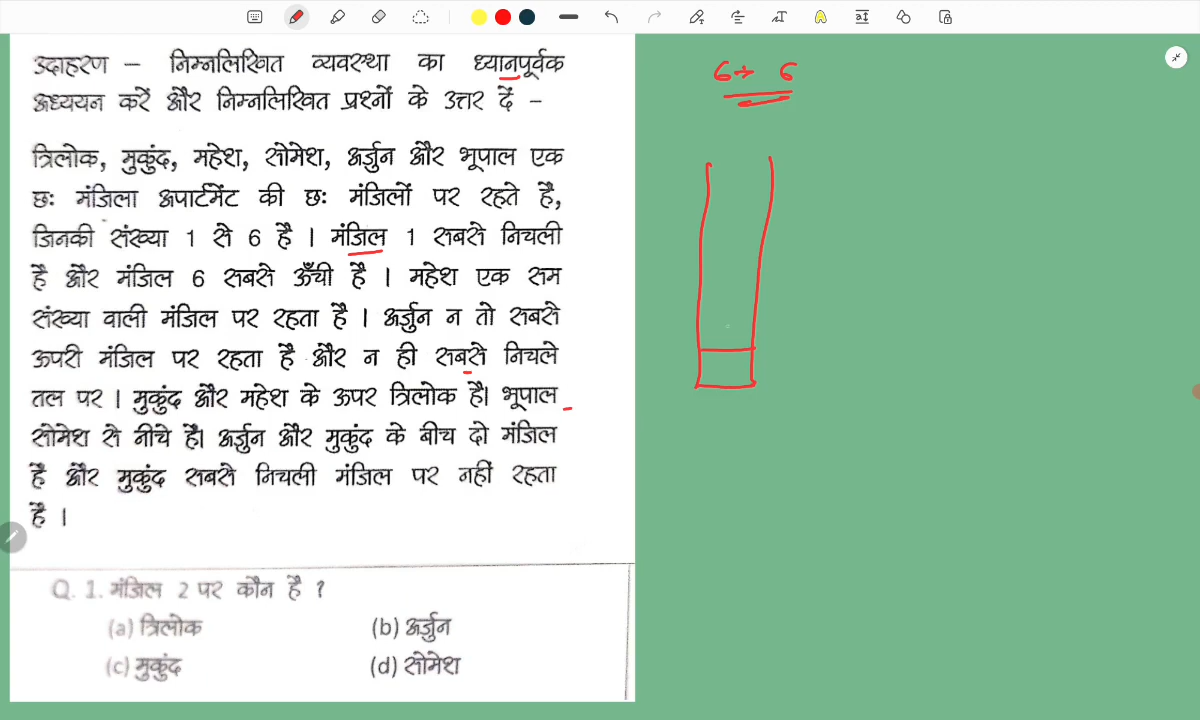 उदाहरण – निम्नलिखित व्यवस्था का ध्यानपूर्वक
अध्ययन करें और निम्नलिखित प्रश्नों के उत्तर दें –
त्रिलोक, मुकुंद, महेश, सोमेश, अर्जुन और भूपाल एक
छः मंजिला अपार्टमेंट की छः मंजिलों पर रहते है,
जिनकी संख्या 1 से 6 है । मंजिल 1 सबसे निचली
है और मंजिल 6 सबसे ऊँची है । महेश एक सम
संख्या वाली मंजिल पर रहता है । अर्जुन न तो सबसे
ऊपरी मंजिल पर रहता है और न ही सबसे निचले
तल पर । मुकुंद और महेश के ऊपर त्रिलोक है। भूपाल
सोमेश से नीचे है। अर्जुन और मुकुंद के बीच दो मंजिल
है और मुकुंद सबसे निचली मंजिल पर नहीं रहता
है ।
Q. 1. मंजिल 2 पर कौन है ?
(a) त्रिलोक (b) अर्जुन
(c) मुकुंद (d) सोमेश
6→ 6